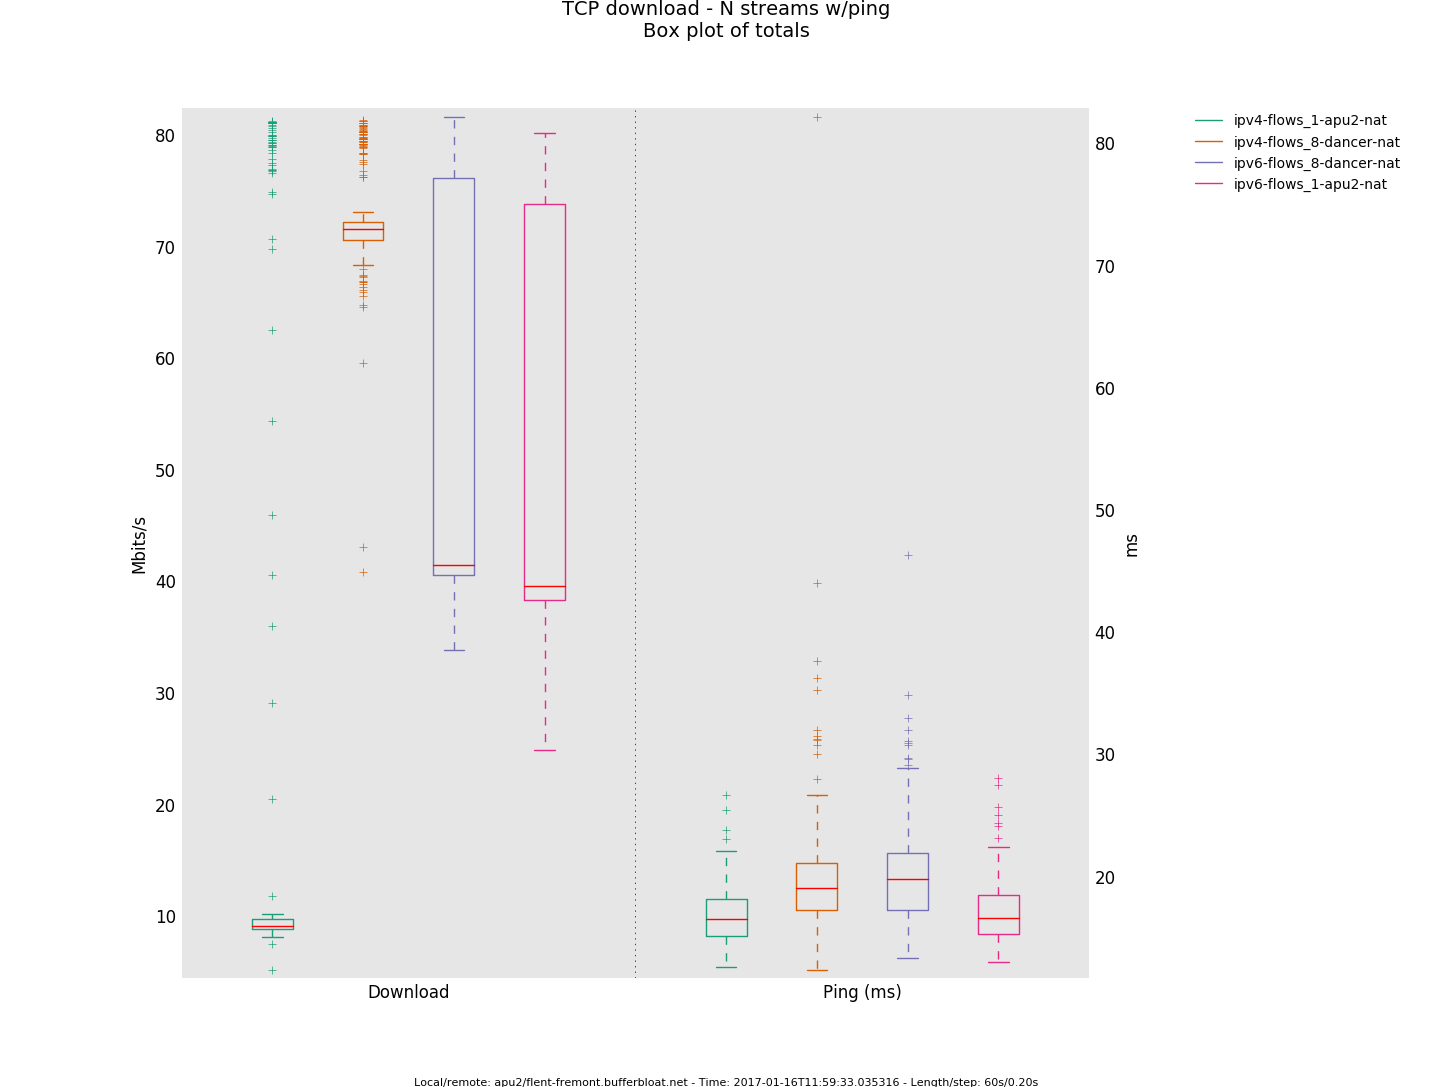 TCP download - N streams w/ping
Box plot of totals
ipv4-flows_1-apu2-nat
ipv4-flows_8-dancer-nat
ipv6-flows_8-dancer-nat
ipv6-flows_1-apu2-nat
Mbits/s
80
70
60
50
40
30
20
10
80
70
60
50
40
30
20
ms
Download
Ping (ms)
Local/remote: apu2/flent-fremont.bufferbloat.net - Time: 2017-01-16T11:59:33.035316 - Length/step: 60s/0.20s